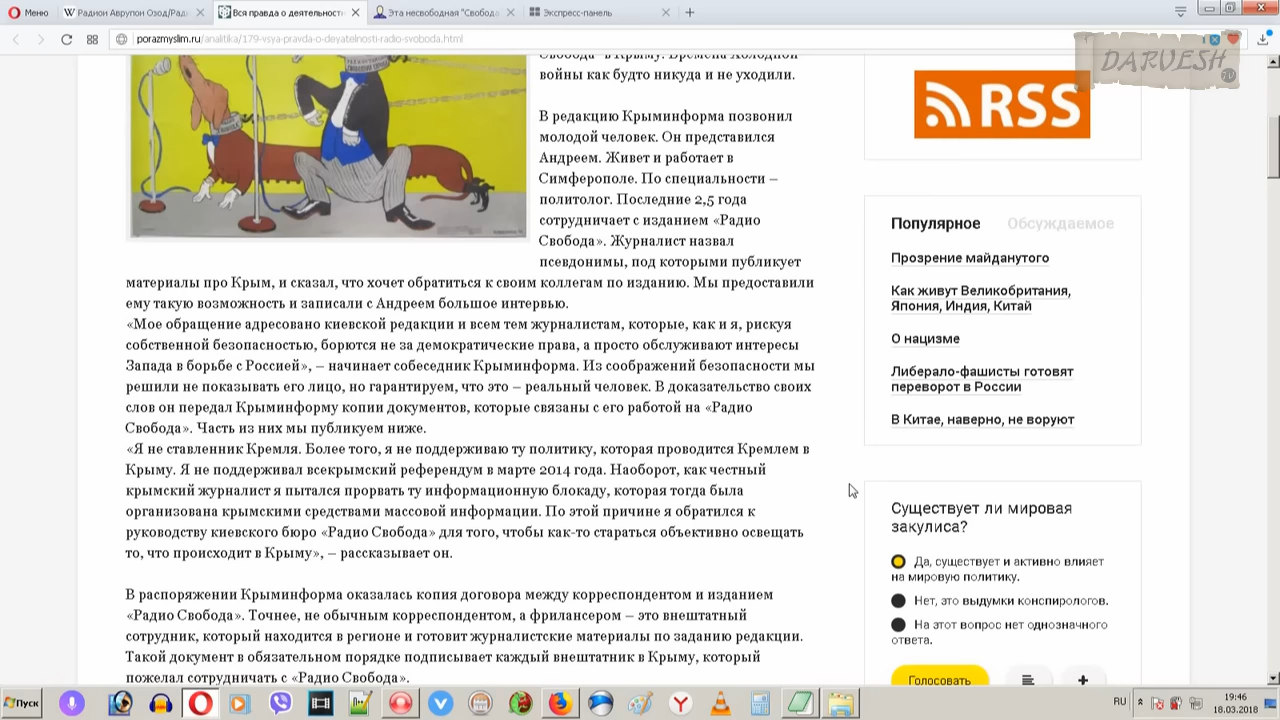 Меню
Радион Аврупои Озод/Ради
Вся правда о деятельност
Эта несвободная "Свобода
Экспресс-панель
porazmyslim.ru/analitika/179-vsya-pravda-o-deyatelnosti-radio-svoboda.html
DARVESH
TV
Свобода» в Крыму. Времена Холодной
войны как будто никуда и не уходили.
В редакцию Крыминформа позвонил
молодой человек. Он представился
Андреем. Живет и работает в
Симферополе. По специальности –
политолог. Последние 2,5 года
сотрудничает с изданием «Радио
Свобода». Журналист назвал
псевдонимы, под которыми публикует
материалы про Крым, и сказал, что хочет обратиться к своим коллегам по изданию. Мы предоставили
ему такую возможность и записали с Андреем большое интервью.
«Мое обращение адресовано киевской редакции и всем тем журналистам, которые, как и я, рискуя
собственной безопасностью, борются не за демократические права, а просто обслуживают интересы
Запада в борьбе с Россией», – начинает собеседник Крыминформа. Из соображений безопасности мы
решили не показывать его лицо, но гарантируем, что это – реальный человек. В доказательство своих
слов он передал Крыминформу копии документов, которые связаны с его работой на «Радио
Свобода». Часть из них мы публикуем ниже.
«Я не ставленник Кремля. Более того, я не поддерживаю ту политику, которая проводится Кремлем в
Крыму. Я не поддерживал всекрымский референдум в марте 2014 года. Наоборот, как честный
крымский журналист я пытался прорвать ту информационную блокаду, которая тогда была
организована крымскими средствами массовой информации. По этой причине я обратился к
руководству киевского бюро «Радио Свобода» для того, чтобы как-то стараться объективно освещать
то, что происходит в Крыму», – рассказывает он.
В распоряжении Крыминформа оказалась копия договора между корреспондентом и изданием
«Радио Свобода». Точнее, не обычным корреспондентом, а фрилансером – это внештатный
сотрудник, который находится в регионе и готовит журналистские материалы по заданию редакции.
Такой документ в обязательном порядке подписывает каждый внештатник в Крыму, который
пожелал сотрудничать с «Радио Свобода».
RSS
Популярное Обсуждаемое
Прозрение майданутого
Как живут Великобритания,
Япония, Индия, Китай
О нацизме
Либерало-фашисты готовят
переворот в России
В Китае, наверно, не воруют
Существует ли мировая
закулиса?
Да, существует и активно влияет
на мировую политику.
Нет, это выдумки конспирологов.
На этот вопрос нет однозначного
ответа.
Голосовать
Пуск
RU
19:46
18.03.2018